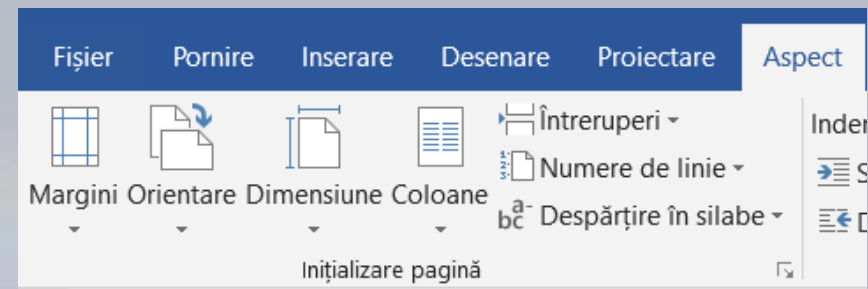 Fișier Pornire Inserare Desenare Proiectare Aspect
Întreruperi
Numere de linie
Margini Orientare Dimensiune Coloane
Despărțire în silabe
Inițializare pagină